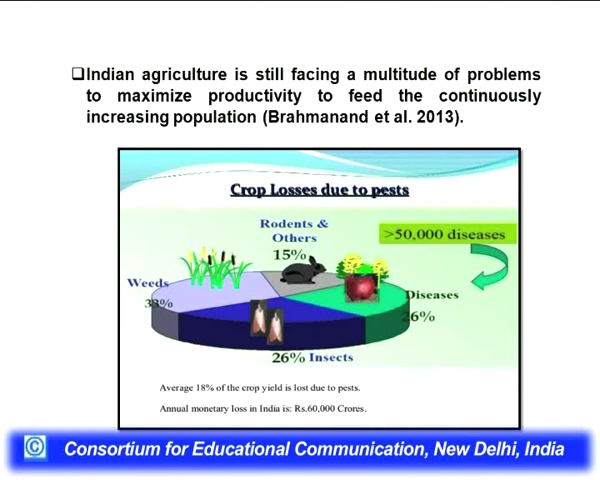 ❑Indian agriculture is still facing a multitude of problems
to maximize productivity to feed the continuously
increasing population (Brahmanand et al. 2013).
Crop Losses due to pests
Rodents &
Others
15%
>50,000 diseases
Weeds
33%
Diseases
26%
26% Insects
Average 18% of the crop yield is lost due to pests.
Annual monetary loss in India is: Rs.60,000 Crores.
© Consortium for Educational Communication, New Delhi, India